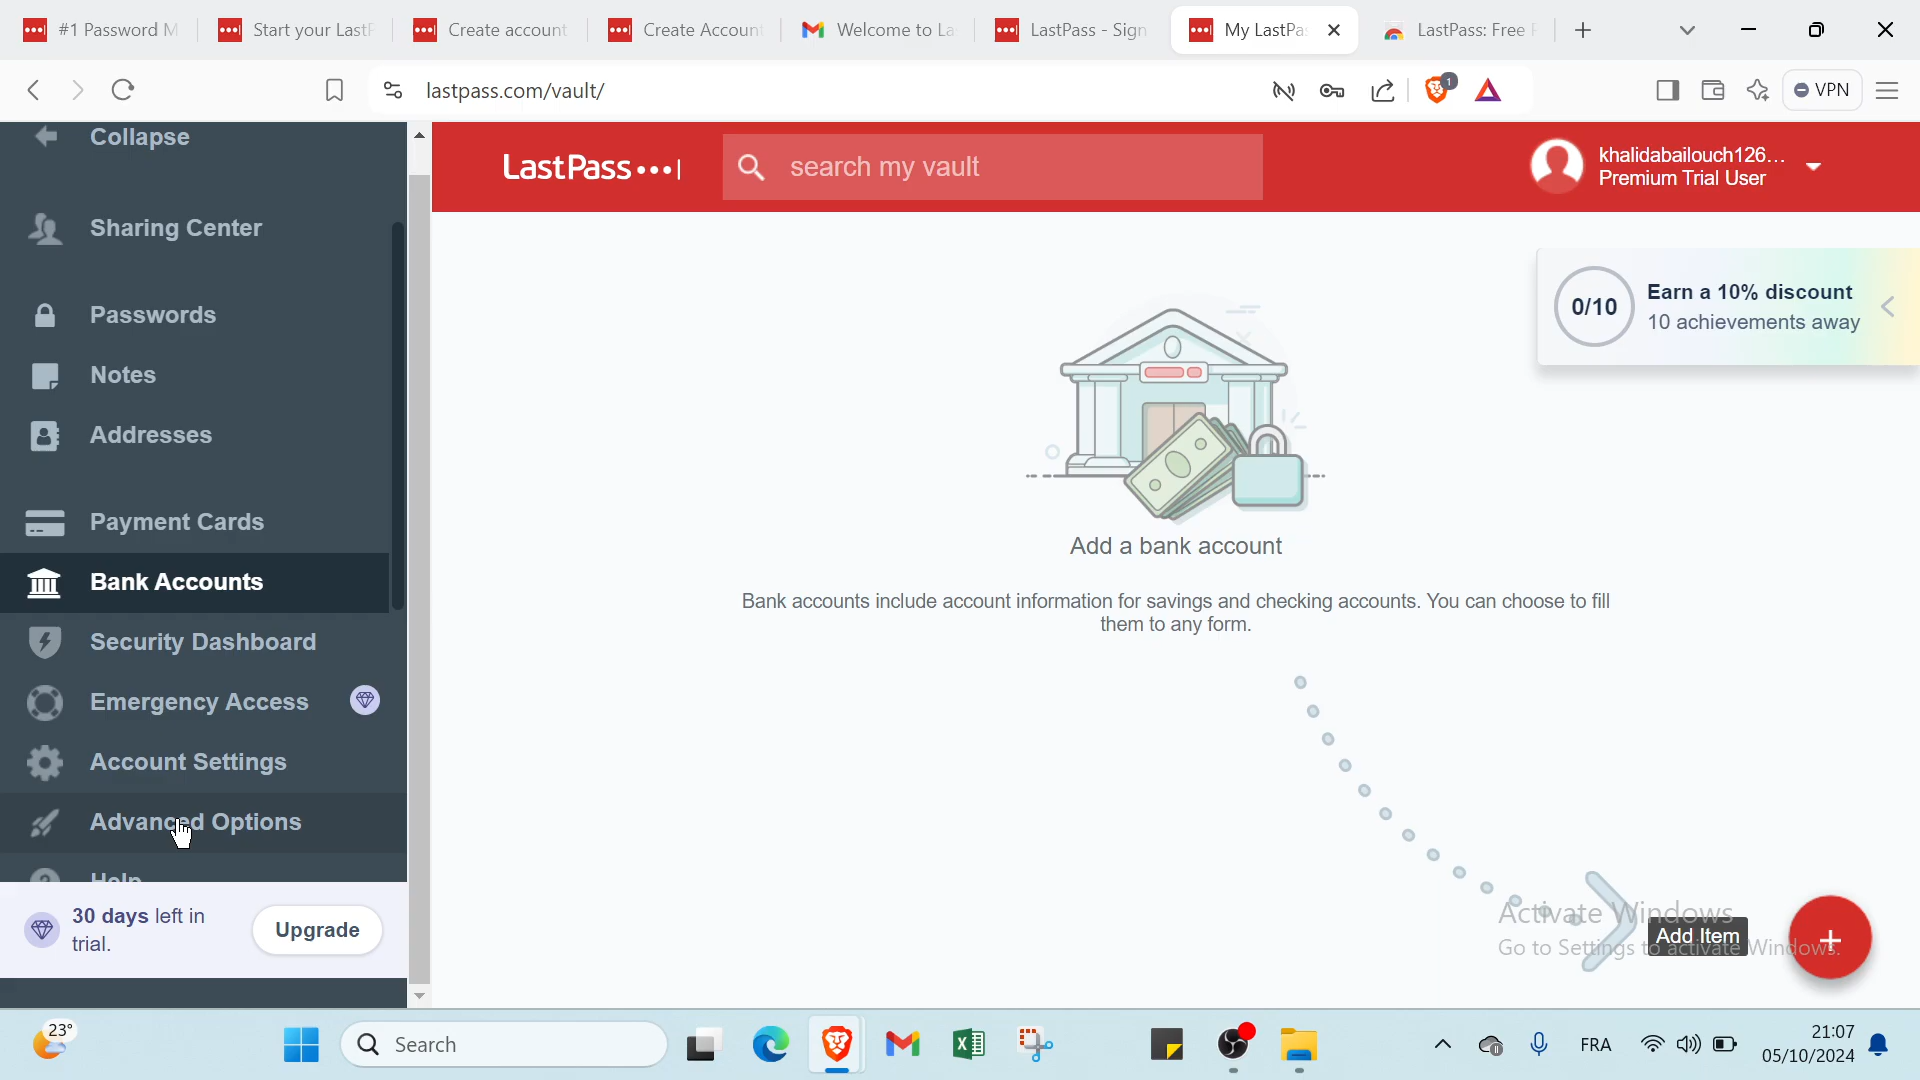 #1 Password M
Start your LastP
Create account
Create Account
Welcome to La
LastPass - Sign
My LastPas
LastPass: Free P
lastpass.com/vault/
1
VPN
Collapse
Sharing Center
Passwords
Notes
Addresses
Payment Cards
Bank Accounts
Security Dashboard
Emergency Access
Account Settings
Advanced Options
Help
30 days left in
trial.
Upgrade
LastPass
search my vault
khalidabailouch126...
Premium Trial User
0/10
Earn a 10% discount
10 achievements away
Add a bank account
Bank accounts include account information for savings and checking accounts. You can choose to fill
them to any form.
Activate Windows
Go to Settings to activate Windows.
Add Item
+
23°
Search
FRA
21:07
05/10/2024